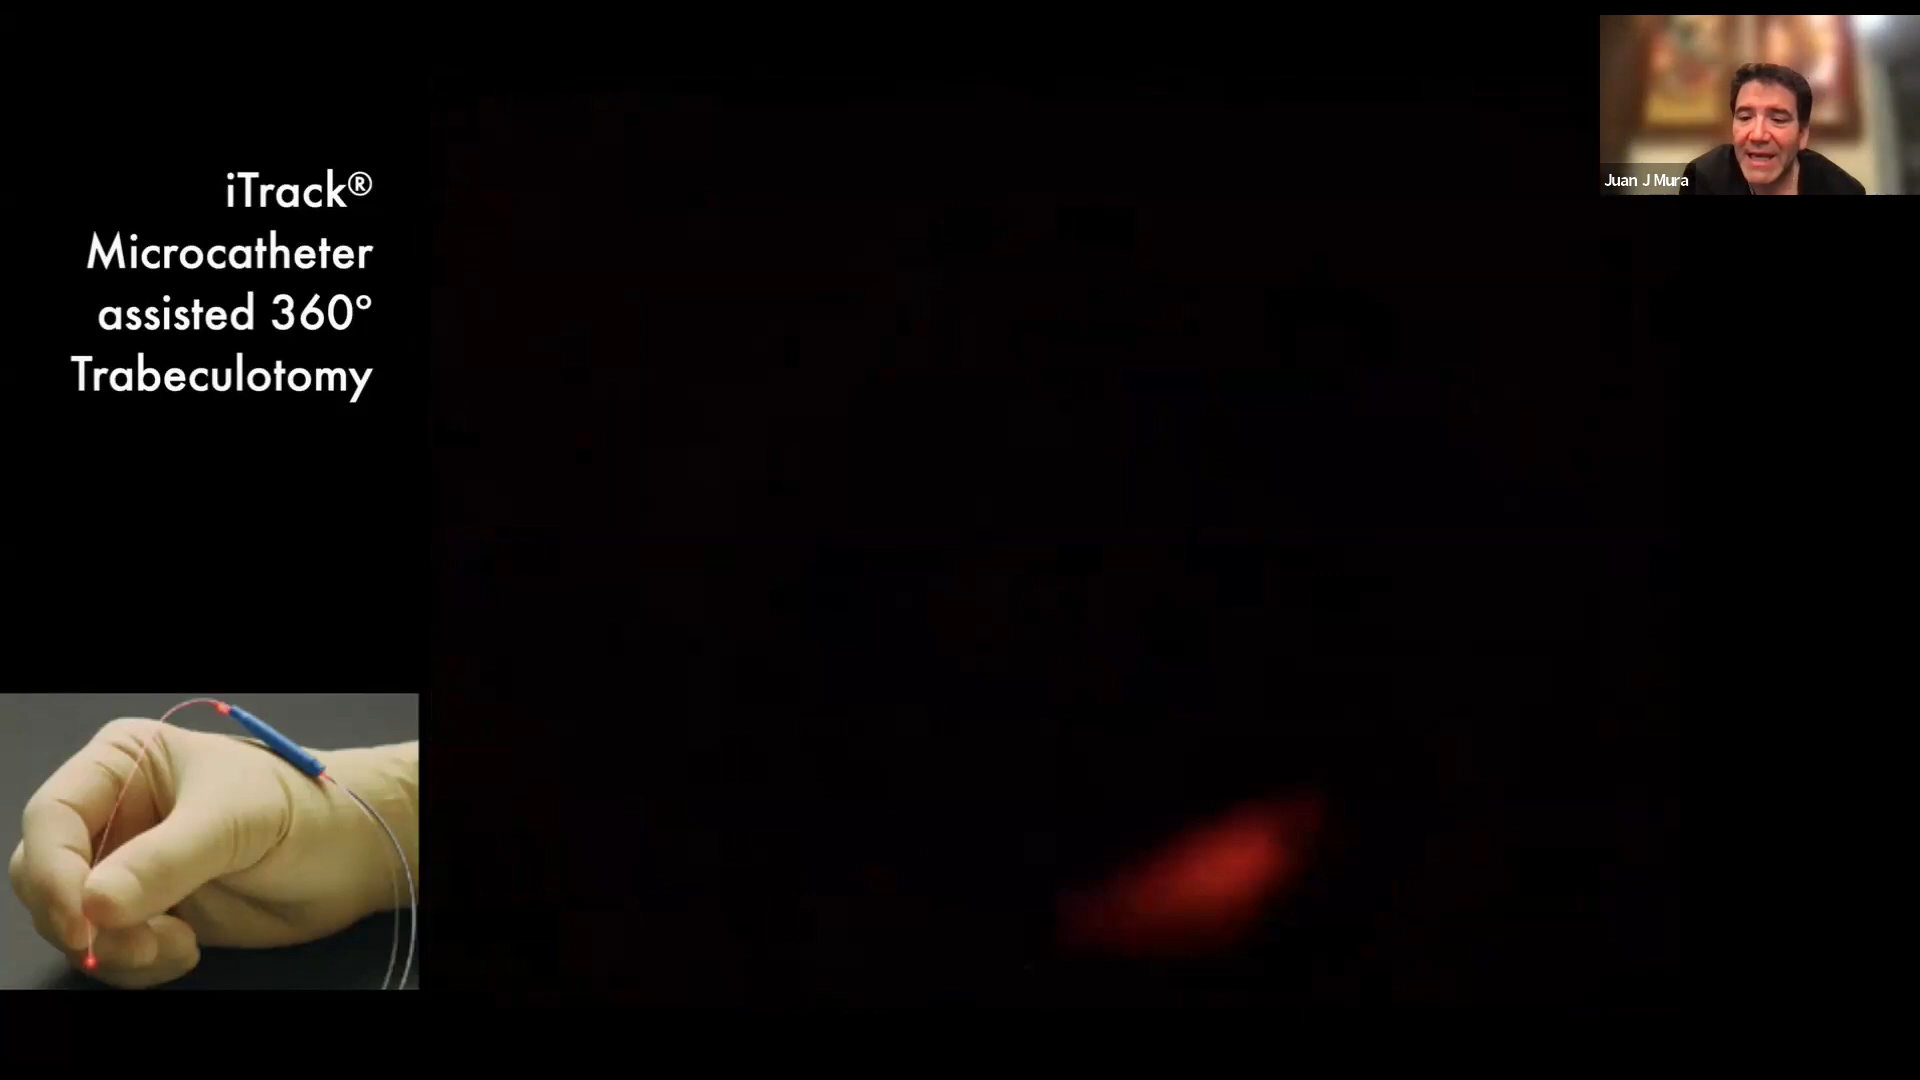 iTrack®
Microcatheter
assisted 360°
Trabeculotomy
Juan J Mura